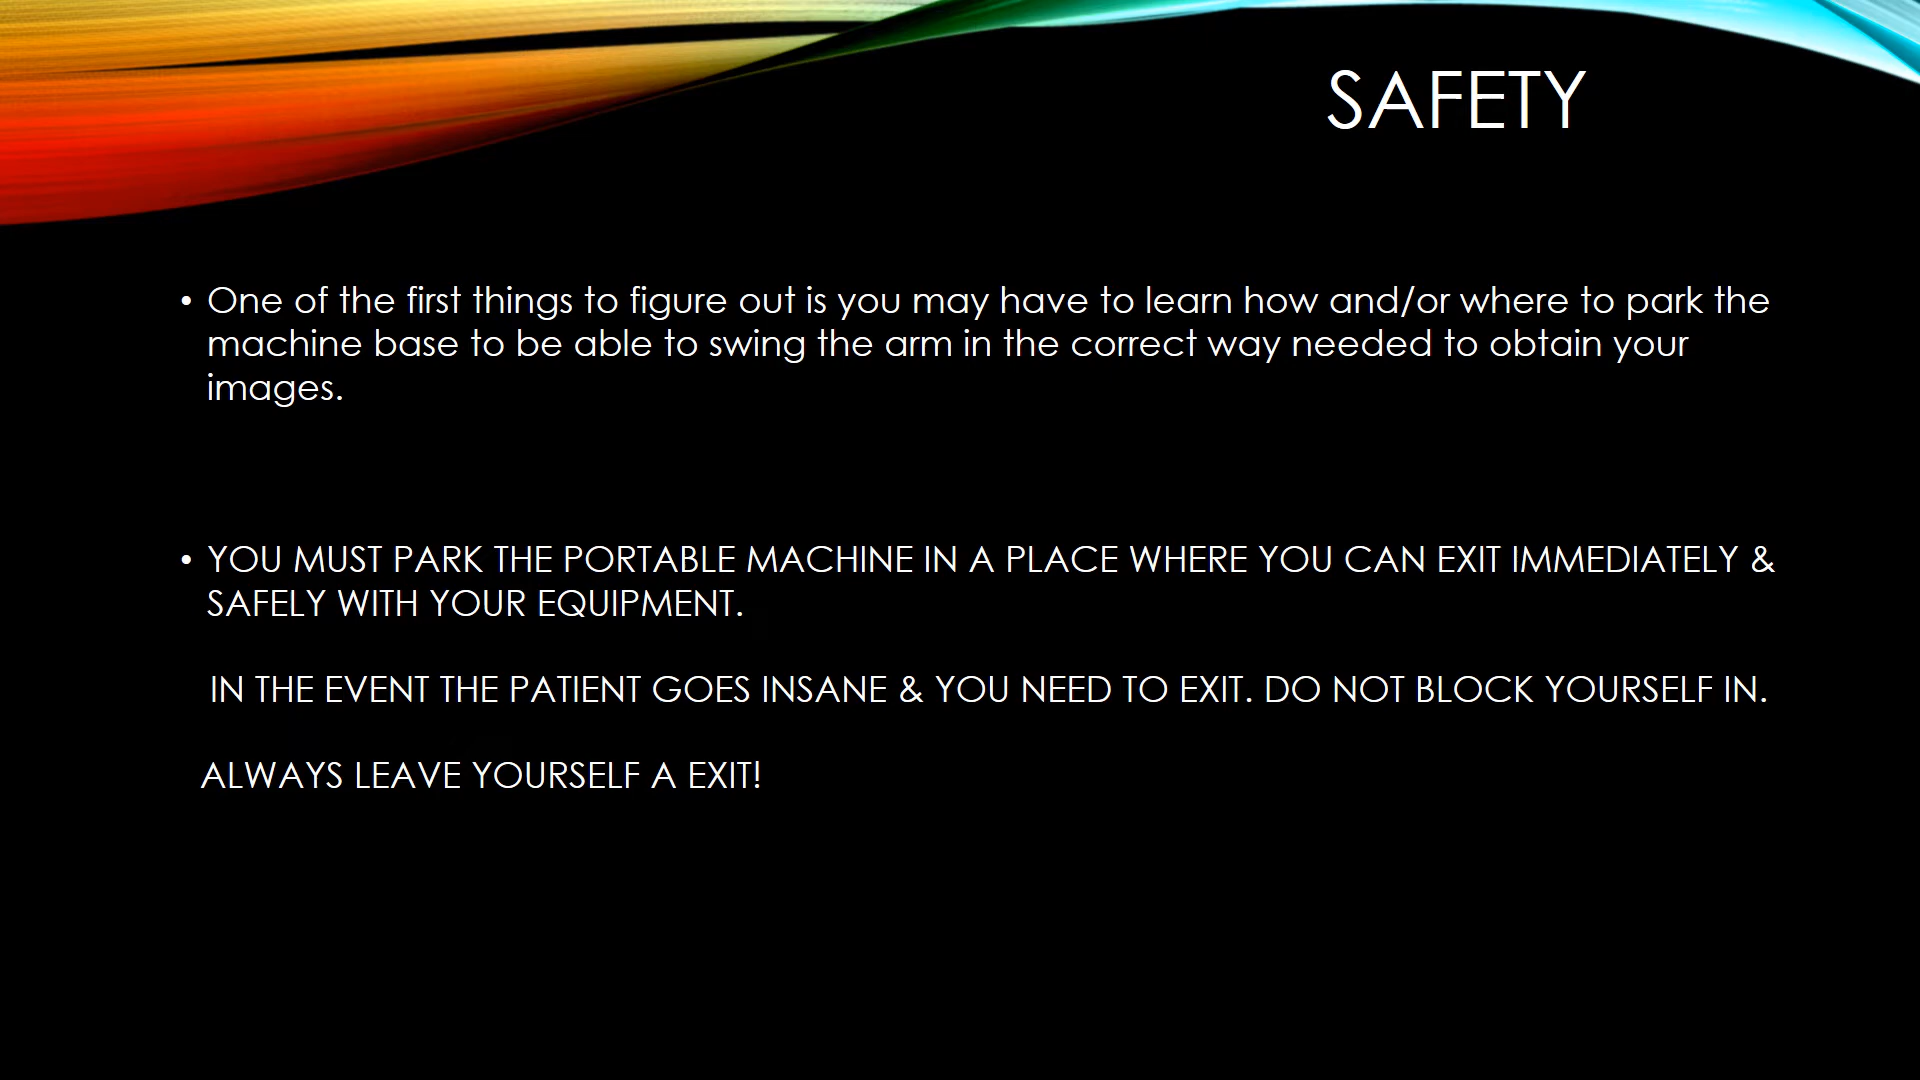 SAFETY
• One of the first things to figure out is you may have to learn how and/or where to park the
machine base to be able to swing the arm in the correct way needed to obtain your
images.
• YOU MUST PARK THE PORTABLE MACHINE IN A PLACE WHERE YOU CAN EXIT IMMEDIATELY &
SAFELY WITH YOUR EQUIPMENT.
IN THE EVENT THE PATIENT GOES INSANE & YOU NEED TO EXIT. DO NOT BLOCK YOURSELF IN.
ALWAYS LEAVE YOURSELF A EXIT!